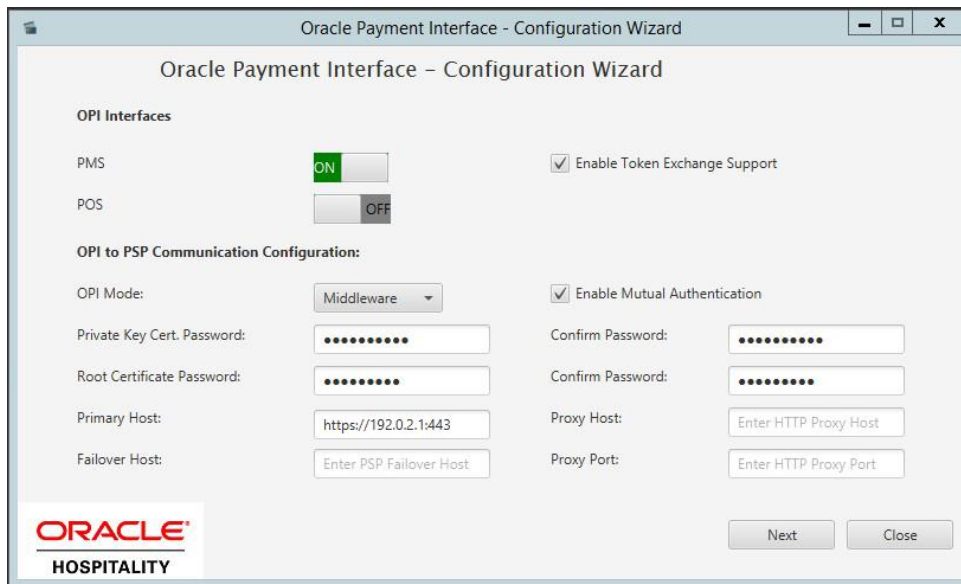 Oracle Payment Interface - Configuration Wizard
Oracle Payment Interface – Configuration Wizard
OPI Interfaces
PMS ON Enable Token Exchange Support
POS OFF
OPI to PSP Communication Configuration:
OPI Mode: Middleware Enable Mutual Authentication
Private Key Cert. Password: •••••••••• Confirm Password: ••••••••••
Root Certificate Password: ••••••••• Confirm Password: •••••••••
Primary Host: https://192.0.2.1:443 Proxy Host: Enter HTTP Proxy Host
Failover Host: Enter PSP Failover Host Proxy Port: Enter HTTP Proxy Port
ORACLE® Next Close
HOSPITALITY